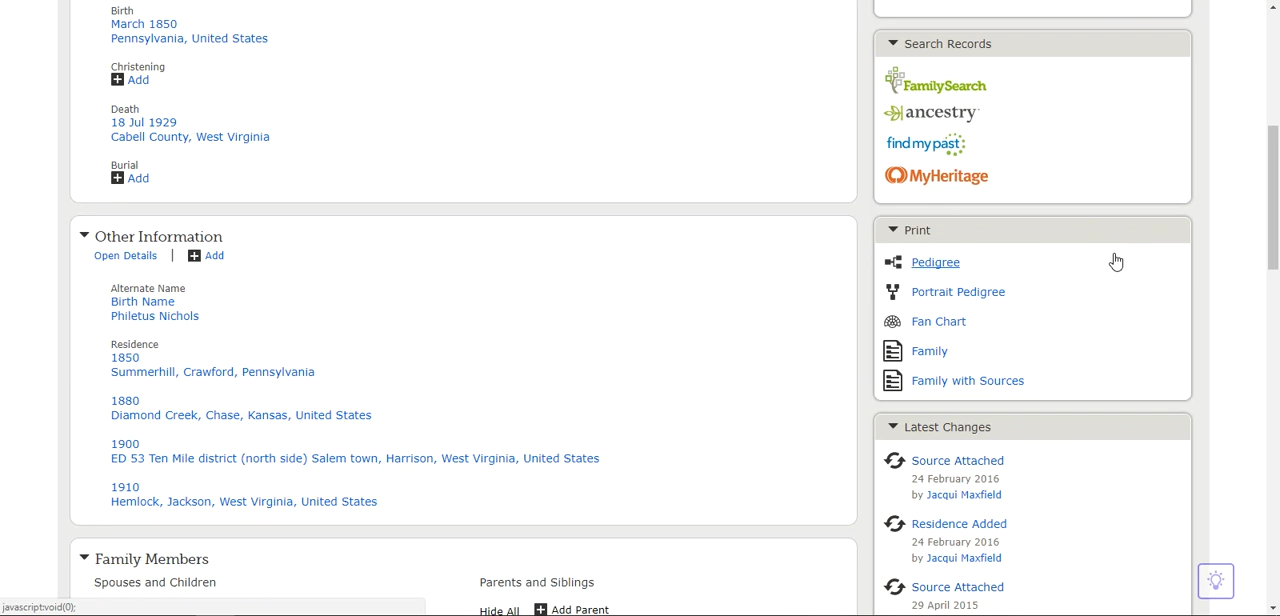 Birth
March 1850
Pennsylvania, United States
Christening
Add
Death
18 Jul 1929
Cabell County, West Virginia
Burial
Add
Other Information
Open Details | Add
Alternate Name
Birth Name
Philetus Nichols
Residence
1850
Summerhill, Crawford, Pennsylvania
1880
Diamond Creek, Chase, Kansas, United States
1900
ED 53 Ten Mile district (north side) Salem town, Harrison, West Virginia, United States
1910
Hemlock, Jackson, West Virginia, United States
Family Members
Spouses and Children
Parents and Siblings
Hide All Add Parent
Search Records
FamilySearch
ancestry
findmypast
MyHeritage
Print
Pedigree
Portrait Pedigree
Fan Chart
Family
Family with Sources
Latest Changes
Source Attached
24 February 2016
by Jacqui Maxfield
Residence Added
24 February 2016
by Jacqui Maxfield
Source Attached
29 April 2015
javascript:void(0);